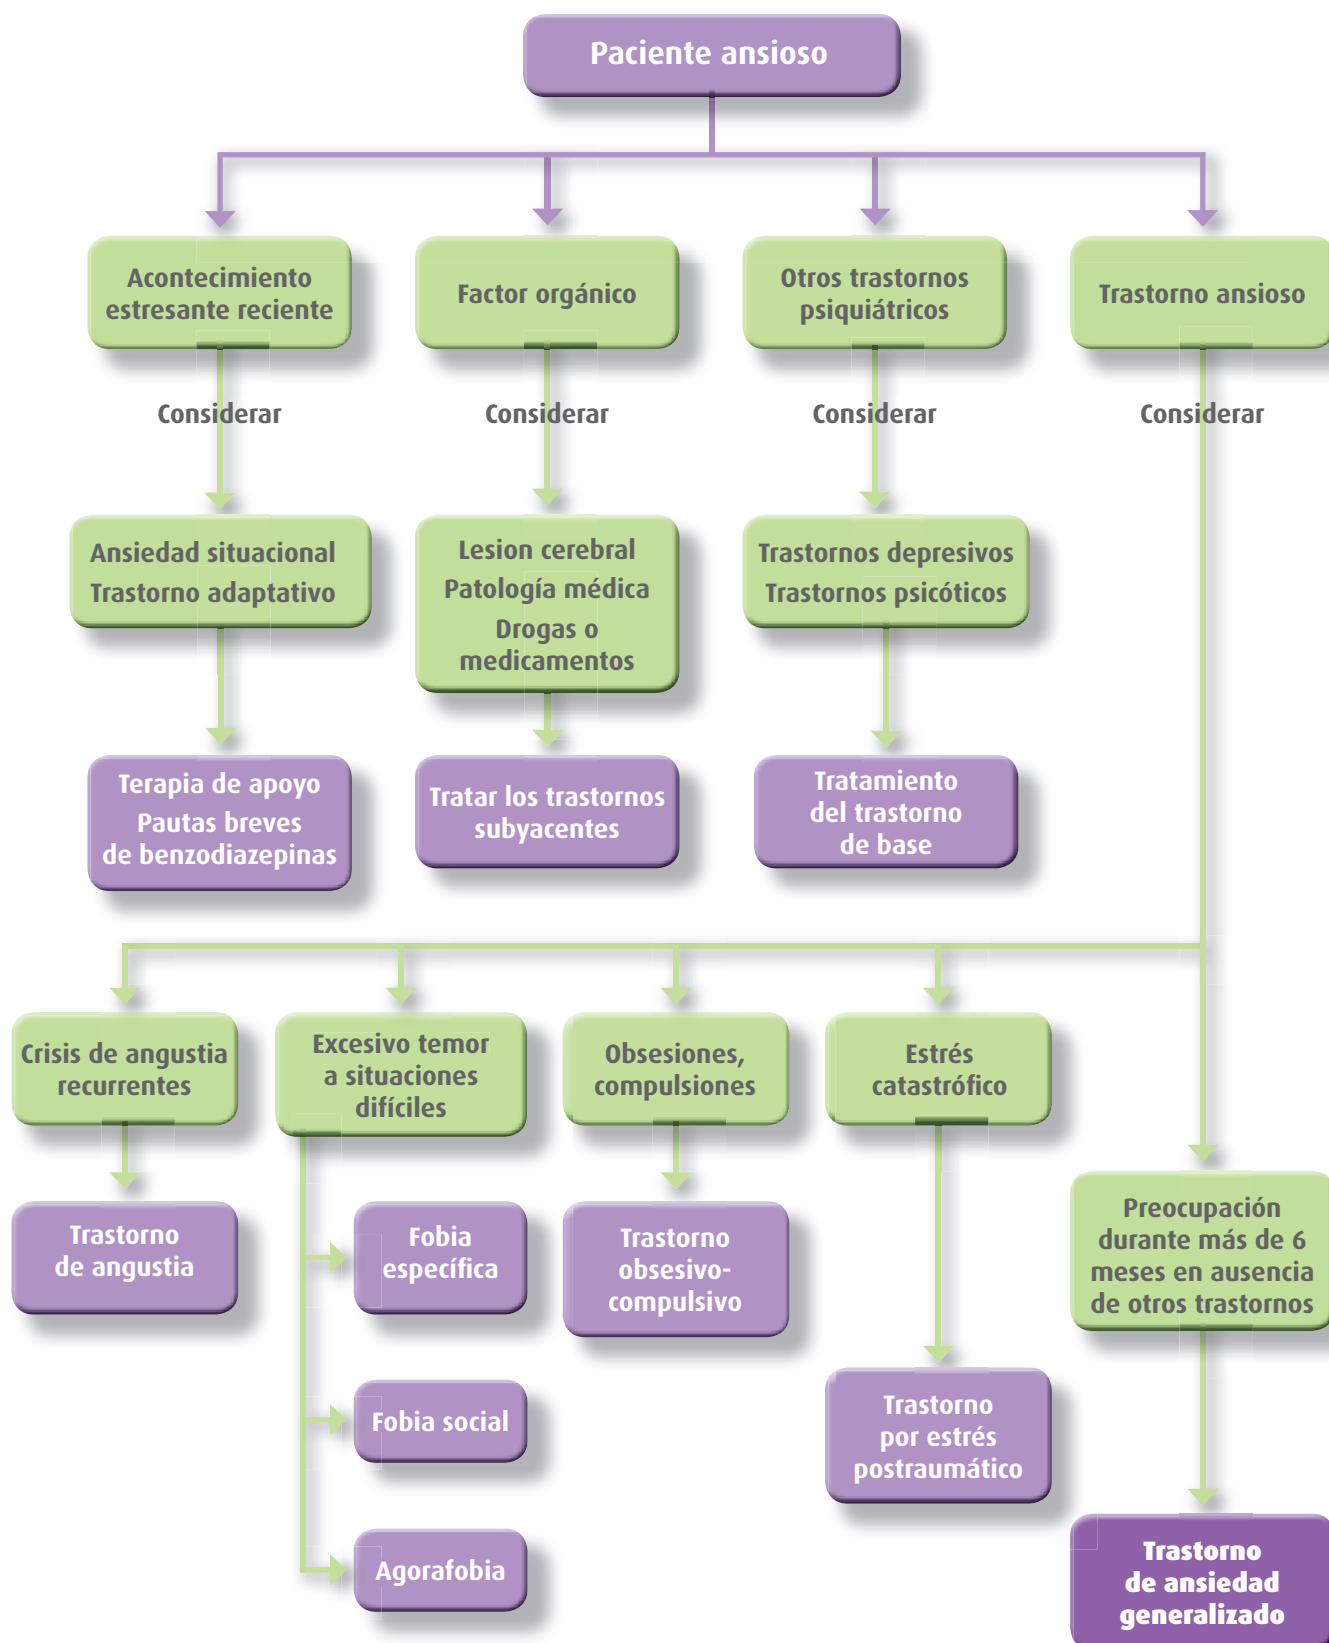 Paciente ansioso
Acontecimiento
estresante reciente
Factor orgánico
Otros trastornos
psiquiátricos
Trastorno ansioso
Considerar
Considerar
Considerar
Considerar
Ansiedad situacional
Trastorno adaptativo
Lesion cerebral
Patología médica
Drogas o
medicamentos
Trastornos depresivos
Trastornos psicóticos
Terapia de apoyo
Pautas breves
de benzodiazepinas
Tratar los trastornos
subyacentes
Tratamiento
del trastorno
de base
Crisis de angustia
recurrentes
Excesivo temor
a situaciones
difíciles
Obsesiones,
compulsiones
Estrés
catastrófico
Preocupación
durante más de 6
meses en ausencia
de otros trastornos
Trastorno
de angustia
Fobia
específica
Trastorno
obsesivo-
compulsivo
Fobia social
Trastorno
por estrés
postraumático
Agorafobia
Trastorno
de ansiedad
generalizado